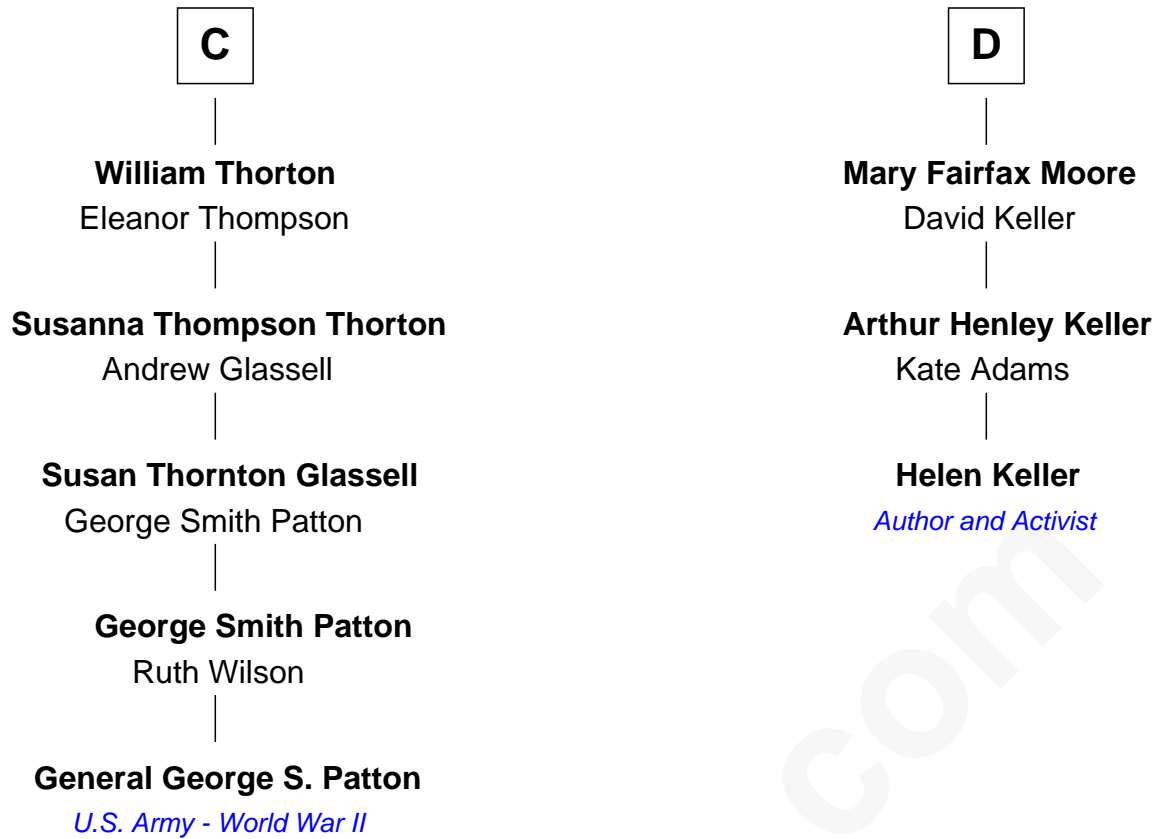 C
William Thorton
Eleanor Thompson
Susanna Thompson Thorton
Andrew Glassell
Susan Thornton Glassell
George Smith Patton
George Smith Patton
Ruth Wilson
General George S. Patton
U.S. Army - World War II
D
Mary Fairfax Moore
David Keller
Arthur Henley Keller
Kate Adams
Helen Keller
Author and Activist
com